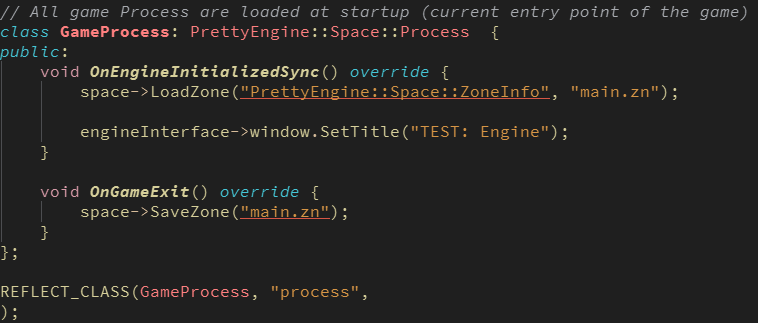 // All game Process are loaded at startup (current entry point of the game)
class GameProcess: PrettyEngine::Space::Process  {
public:
    void OnEngineInitializedSync() override {
        space->LoadZone("PrettyEngine::Space::ZoneInfo", "main.zn");

        engineInterface->window.SetTitle("TEST: Engine");
    }

    void OnGameExit() override {
        space->SaveZone("main.zn");
    }
};

REFLECT_CLASS(GameProcess, "process",
);